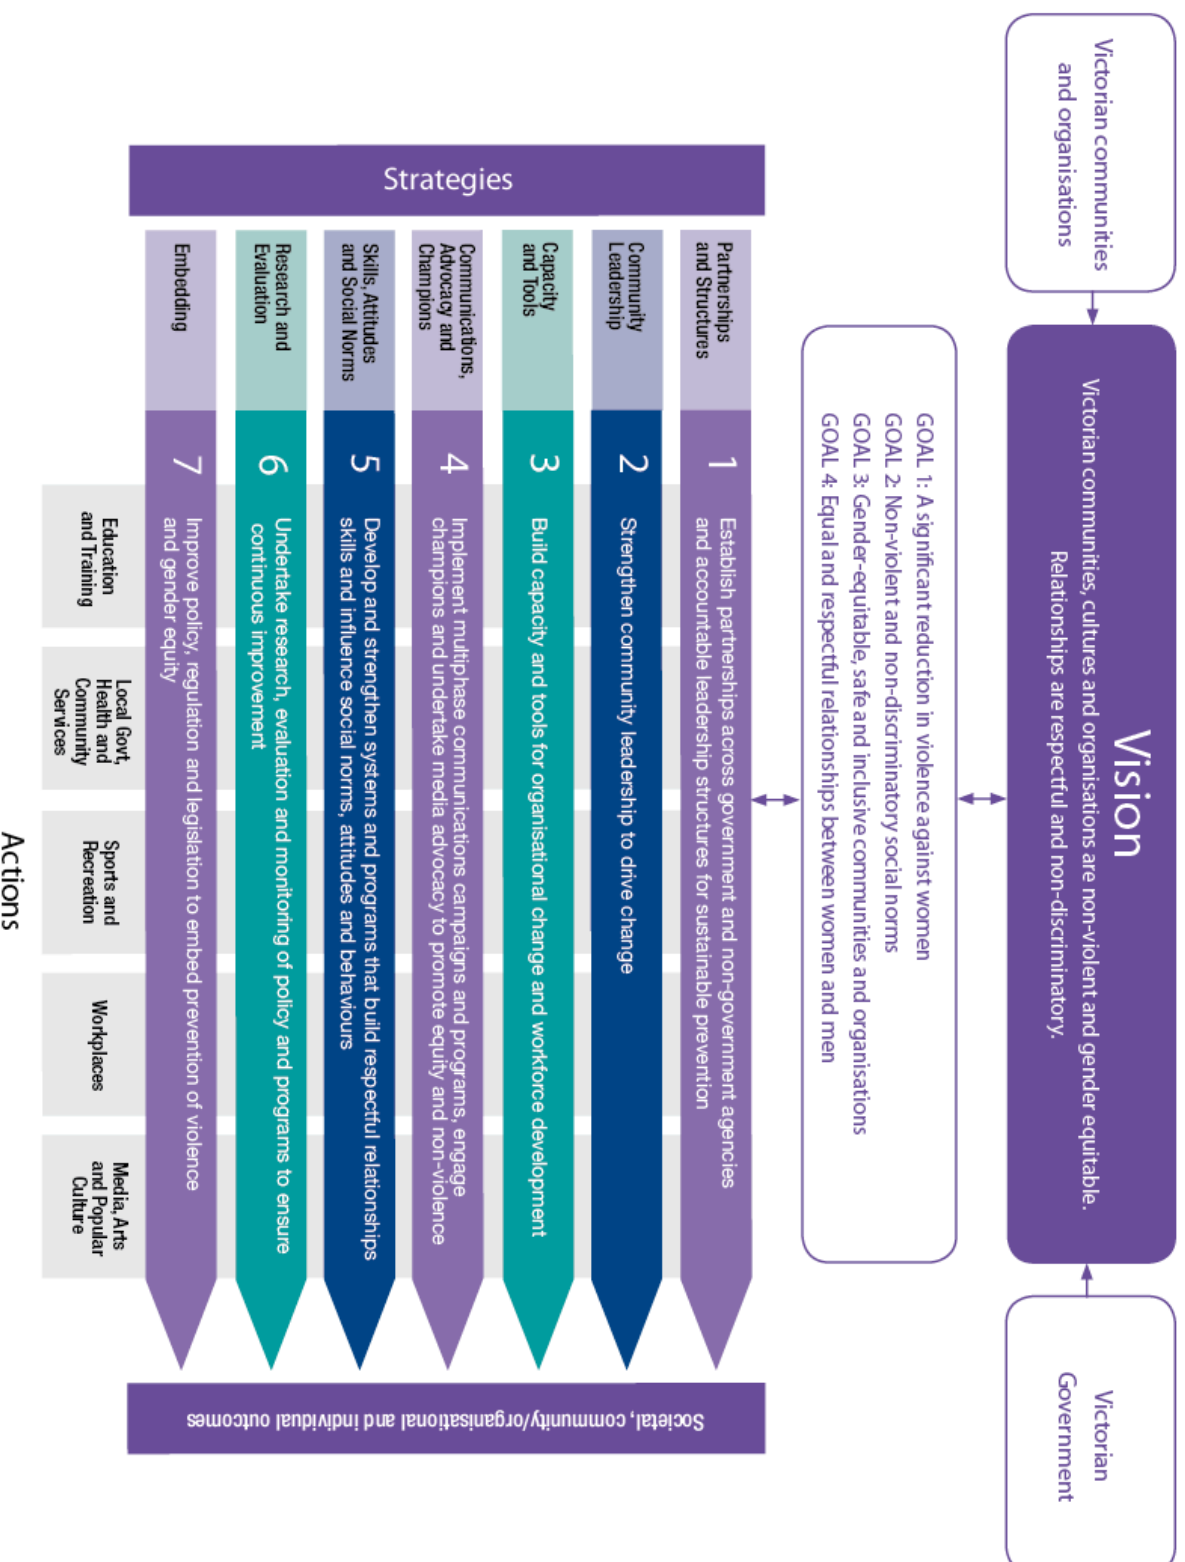 Victorian communities
and organisations
Vision
Victorian communities, cultures and organisations are non-violent and gender equitable.
Relationships are respectful and non-discriminatory.
Victorian
Government
GOAL 1: A significant reduction in violence against women
GOAL 2: Non-violent and non-discriminatory social norms
GOAL 3: Gender-equitable, safe and inclusive communities and organisations
GOAL 4: Equal and respectful relationships between women and men
Strategies
Partnerships
and Structures
1
Establish partnerships across government and non-government agencies
and accountable leadership structures for sustainable prevention
Community
Leadership
2
Strengthen community leadership to drive change
Capacity
and Tools
3
Build capacity and tools for organisational change and workforce development
Communications,
Advocacy and
Champions
4
Implement multiphase communications campaigns and programs, engage
champions and undertake media advocacy to promote equity and non-violence
Skills, Attitudes
and Social Norms
5
Develop and strengthen systems and programs that build respectful relationships
skills and influence social norms, attitudes and behaviours
Research and
Evaluation
6
Undertake research, evaluation and monitoring of policy and programs to ensure
continuous improvement
Embedding
7
Improve policy, regulation and legislation to embed prevention of violence
and gender equity
Societal, community/organisational and individual outcomes
Education
and Training
Local Govt,
Health and
Community
Services
Sports and
Recreation
Workplaces
Media, Arts
and Popular
Culture
Actions